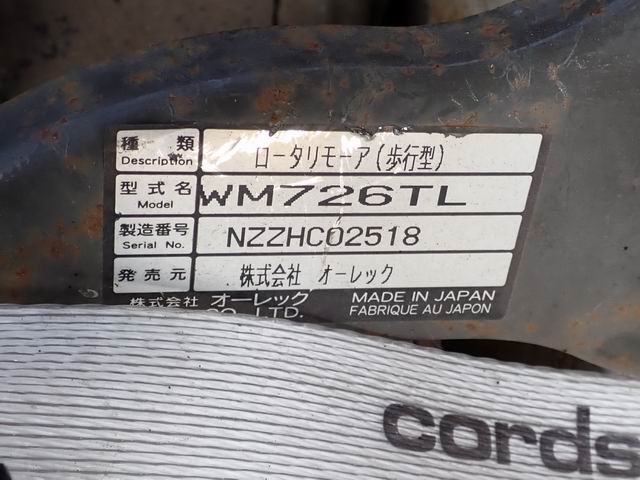 種 類 ロータリモーア(歩行型)
Description
型式名 WM726TL
Model
製造番号 NZZHC02518
Serial No.
発売元 株式会社 オーレック
株式会社 オーレック MADE IN JAPAN
CO., LTD. FABRIQUE AU JAPON
cords